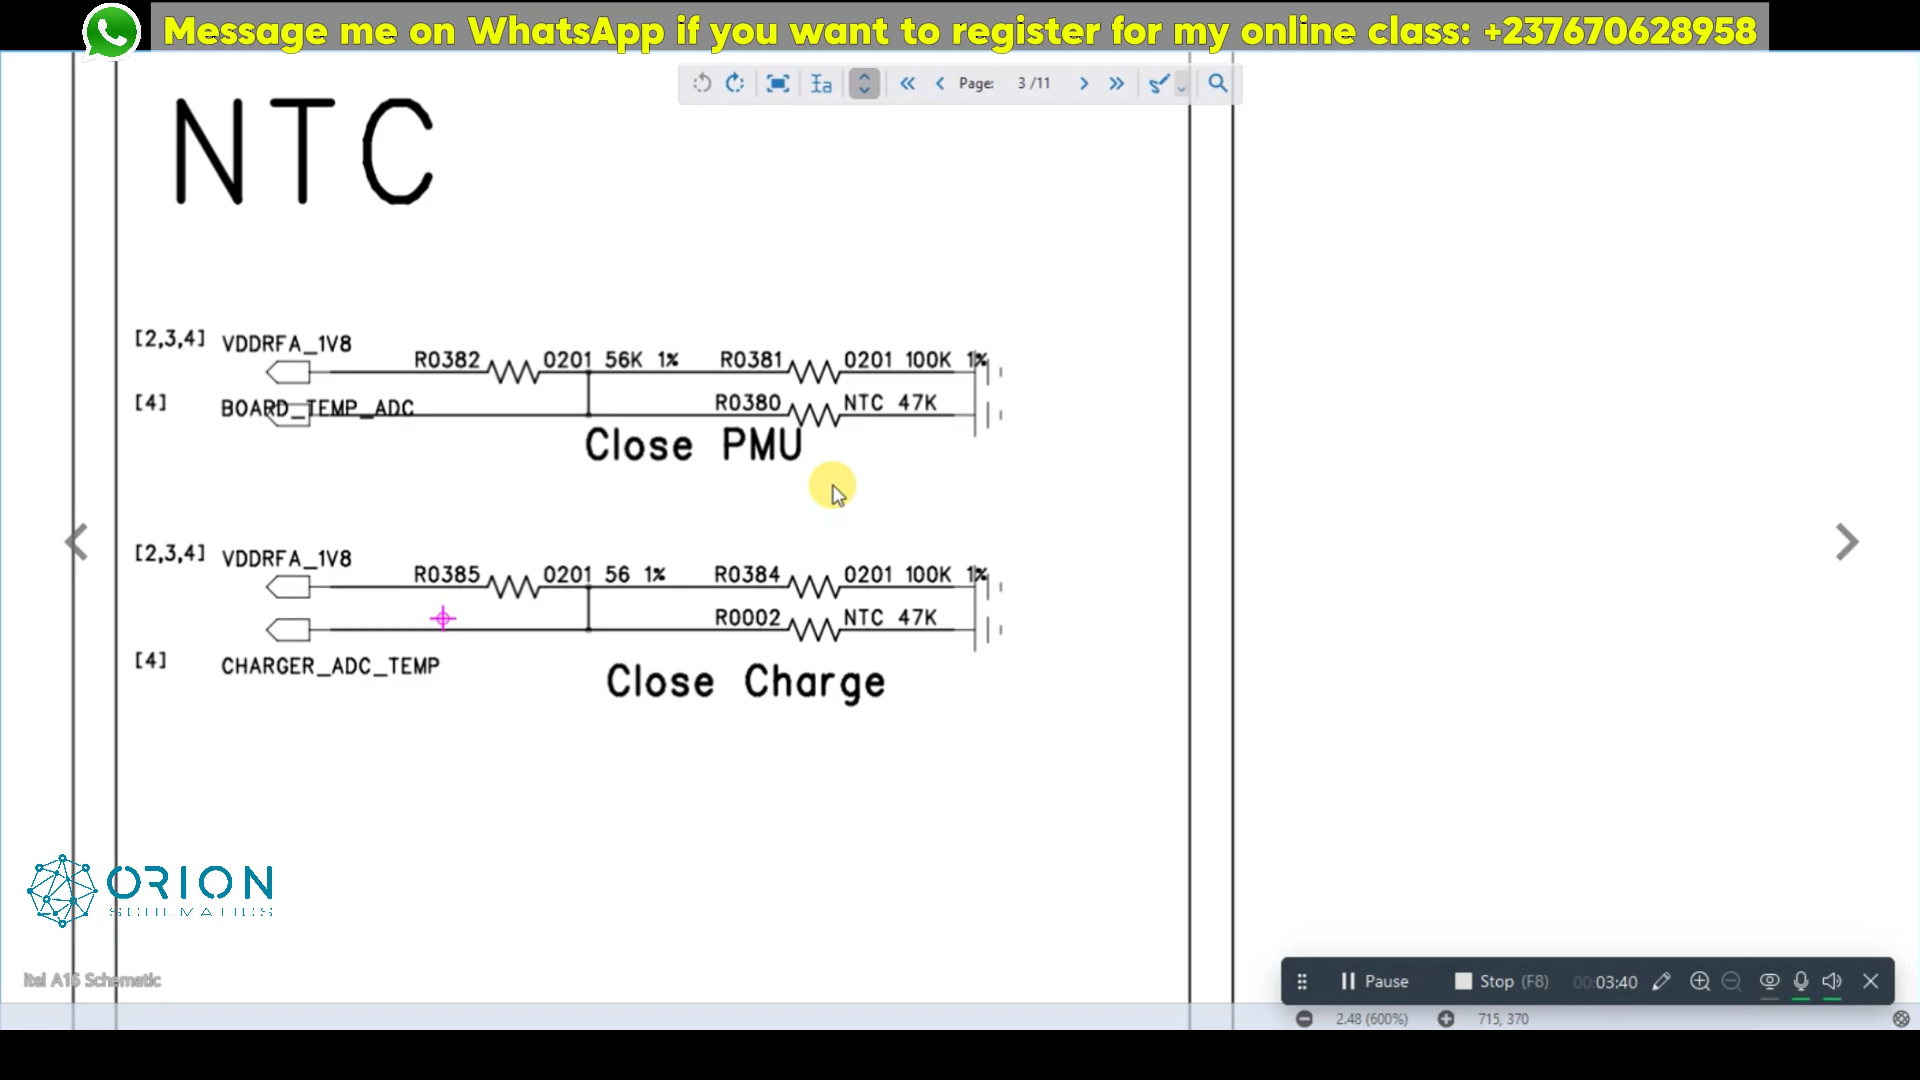 Message me on WhatsApp if you want to register for my online class: +237670628958
Page: 3 /11
NTC
[2,3,4] VDDRFA_1V8 R0382 0201 56K 1% R0381 0201 100K 1%
[4] BOARD_TEMP_ADC R0380 NTC 47K
Close PMU
[2,3,4] VDDRFA_1V8 R0385 0201 56 1% R0384 0201 100K 1%
R0002 NTC 47K
[4] CHARGER_ADC_TEMP
Close Charge
ORION
SCHEMATICS
itel A16 Schematic
Pause Stop (F8) 00:03:40
2.48 (600%) 715, 370